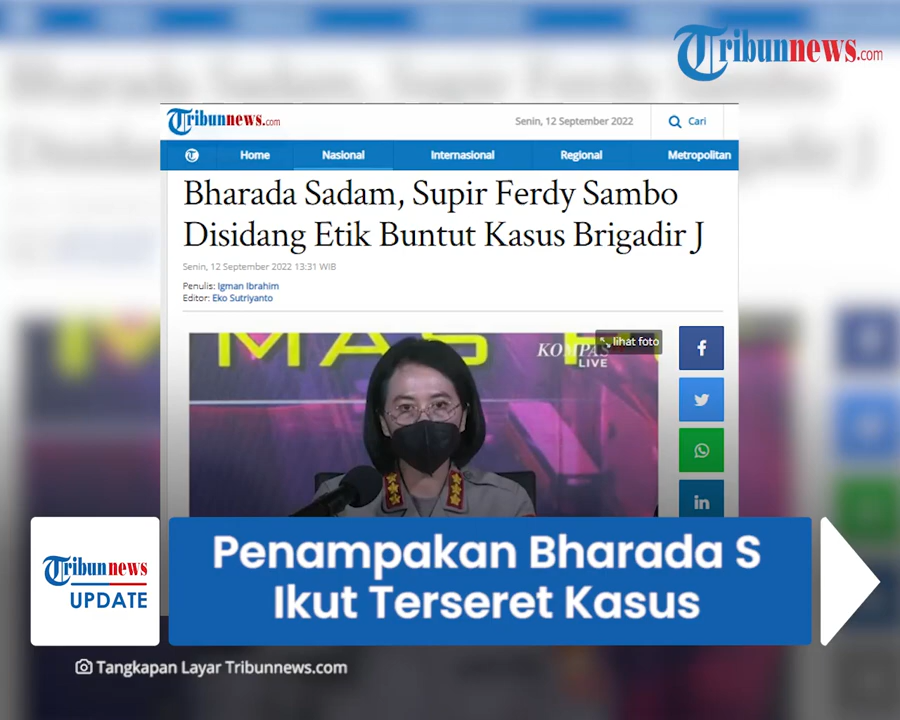 Tribunnews.com
Tribunnews.com
Senin, 12 September 2022
Cari
Home
Nasional
Internasional
Regional
Metropolitan
Bharada Sadam, Supir Ferdy Sambo
Disidang Etik Buntut Kasus Brigadir J
Senin, 12 September 2022 13:31 WIB
Penulis: Igman Ibrahim
Editor: Eko Sutriyanto
MAS P
KOMPAS
LIVE
lihat foto
Tribunnews
UPDATE
Penampakan Bharada S
Ikut Terseret Kasus
Tangkapan Layar Tribunnews.com